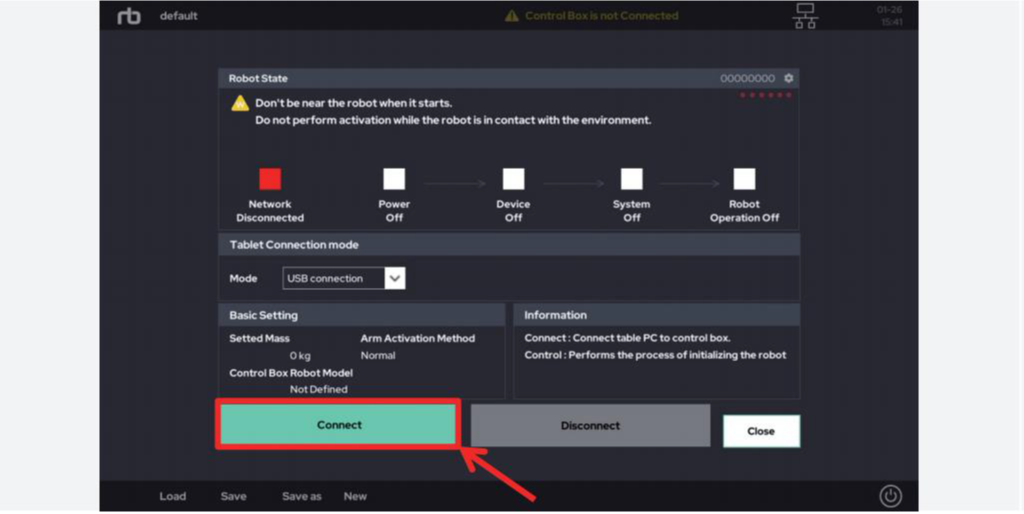 rb default
Control Box is not Connected
01-26
15:41
Robot State
00000000
Don't be near the robot when it starts.
Do not perform activation while the robot is in contact with the environment.
Network
Disconnected
Power
Off
Device
Off
System
Off
Robot
Operation Off
Tablet Connection mode
Mode
USB connection
Basic Setting
Setted Mass
0 kg
Arm Activation Method
Normal
Control Box Robot Model
Not Defined
Information
Connect : Connect table PC to control box.
Control : Performs the process of initializing the robot
Connect
Disconnect
Close
Load Save Save as New